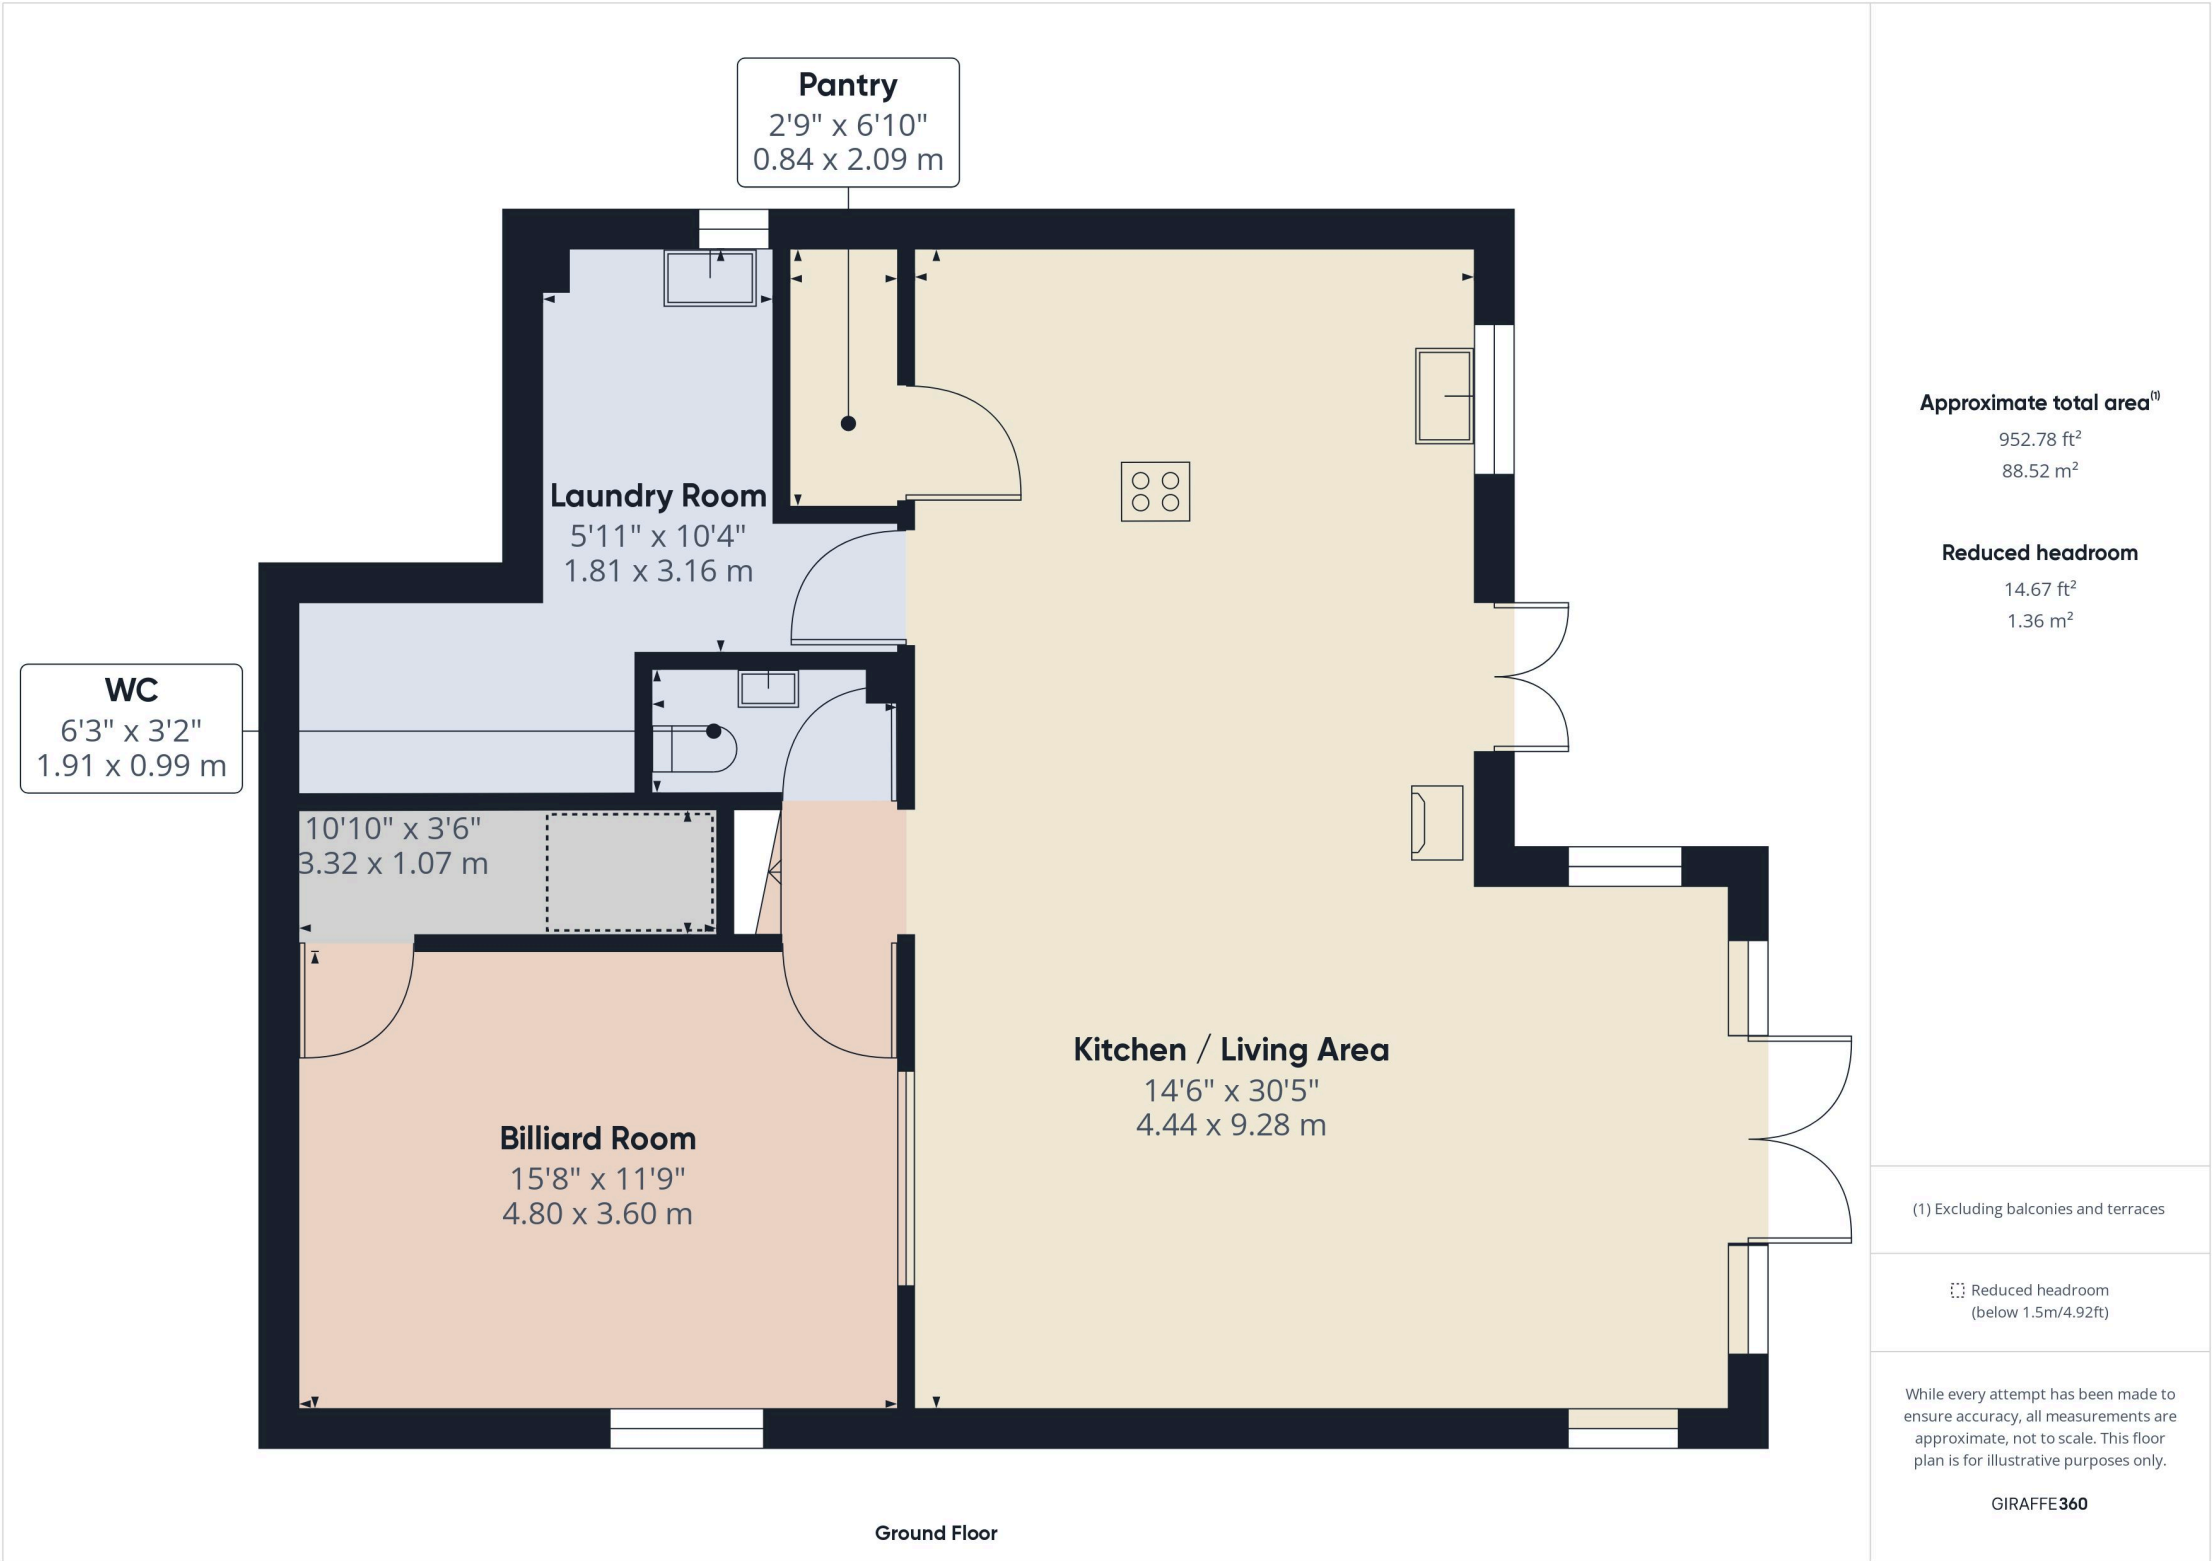 Pantry
2'9" x 6'10"
0.84 x 2.09 m
Laundry Room
5'11" x 10'4"
1.81 x 3.16 m
WC
6'3" x 3'2"
1.91 x 0.99 m
10'10" x 3'6"
3.32 x 1.07 m
Kitchen / Living Area
14'6" x 30'5"
4.44 x 9.28 m
Billiard Room
15'8" x 11'9"
4.80 x 3.60 m
Ground Floor
Approximate total area⁽¹⁾
952.78 ft²
88.52 m²
Reduced headroom
14.67 ft²
1.36 m²
(1) Excluding balconies and terraces
Reduced headroom
(below 1.5m/4.92ft)
While every attempt has been made to
ensure accuracy, all measurements are
approximate, not to scale. This floor
plan is for illustrative purposes only.
GIRAFFE360